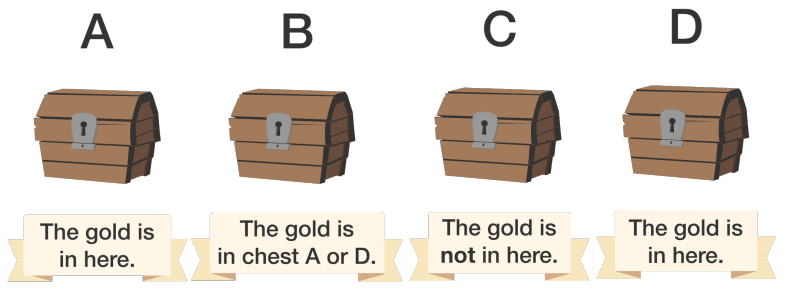 A
B
C
D
The gold is
in here.
The gold is
in chest A or D.
The gold is
not in here.
The gold is
in here.